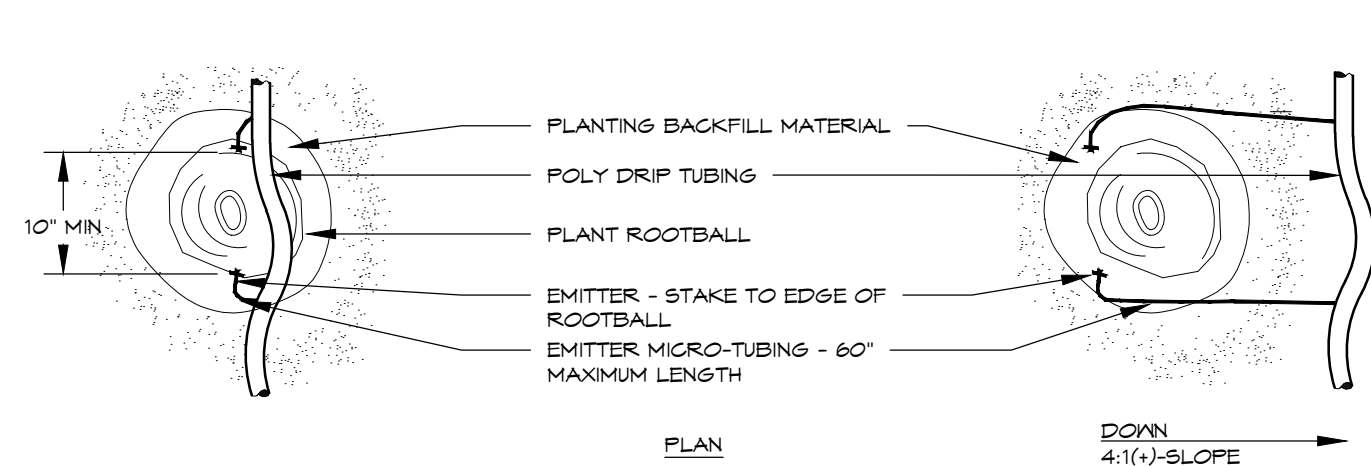 PLANTING BACKFILL MATERIAL
POLY DRIP TUBING
10" MIN
PLANT ROOTBALL
EMITTER - STAKE TO EDGE OF
ROOTBALL
EMITTER MICRO-TUBING - 60"
MAXIMUM LENGTH
PLAN
DOWN
4:1(+)-SLOPE